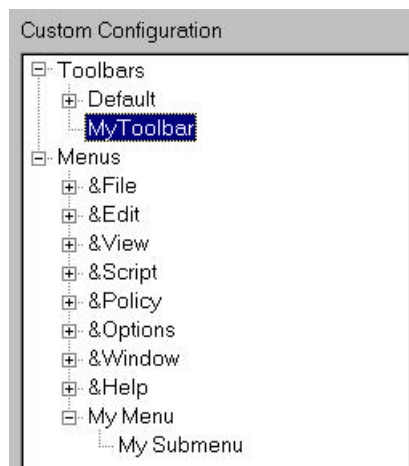 Custom Configuration
Toolbars
Default
MyToolbar
Menus
&File
&Edit
&View
&Script
&Policy
&Options
&Window
&Help
My Menu
My Submenu